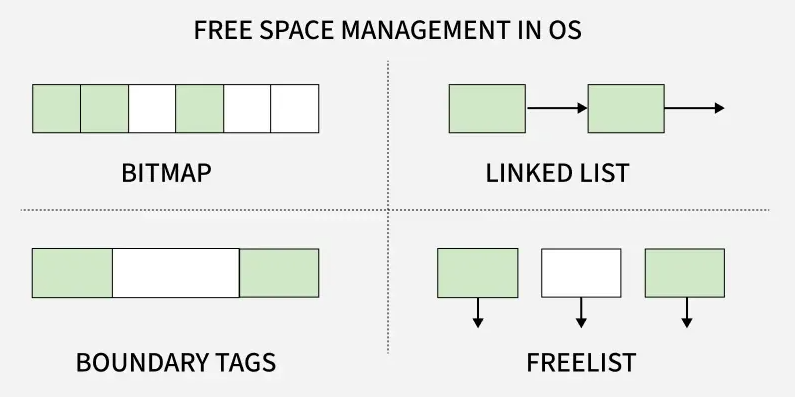 FREE SPACE MANAGEMENT IN OS
BITMAP
LINKED LIST
BOUNDARY TAGS
FREELIST